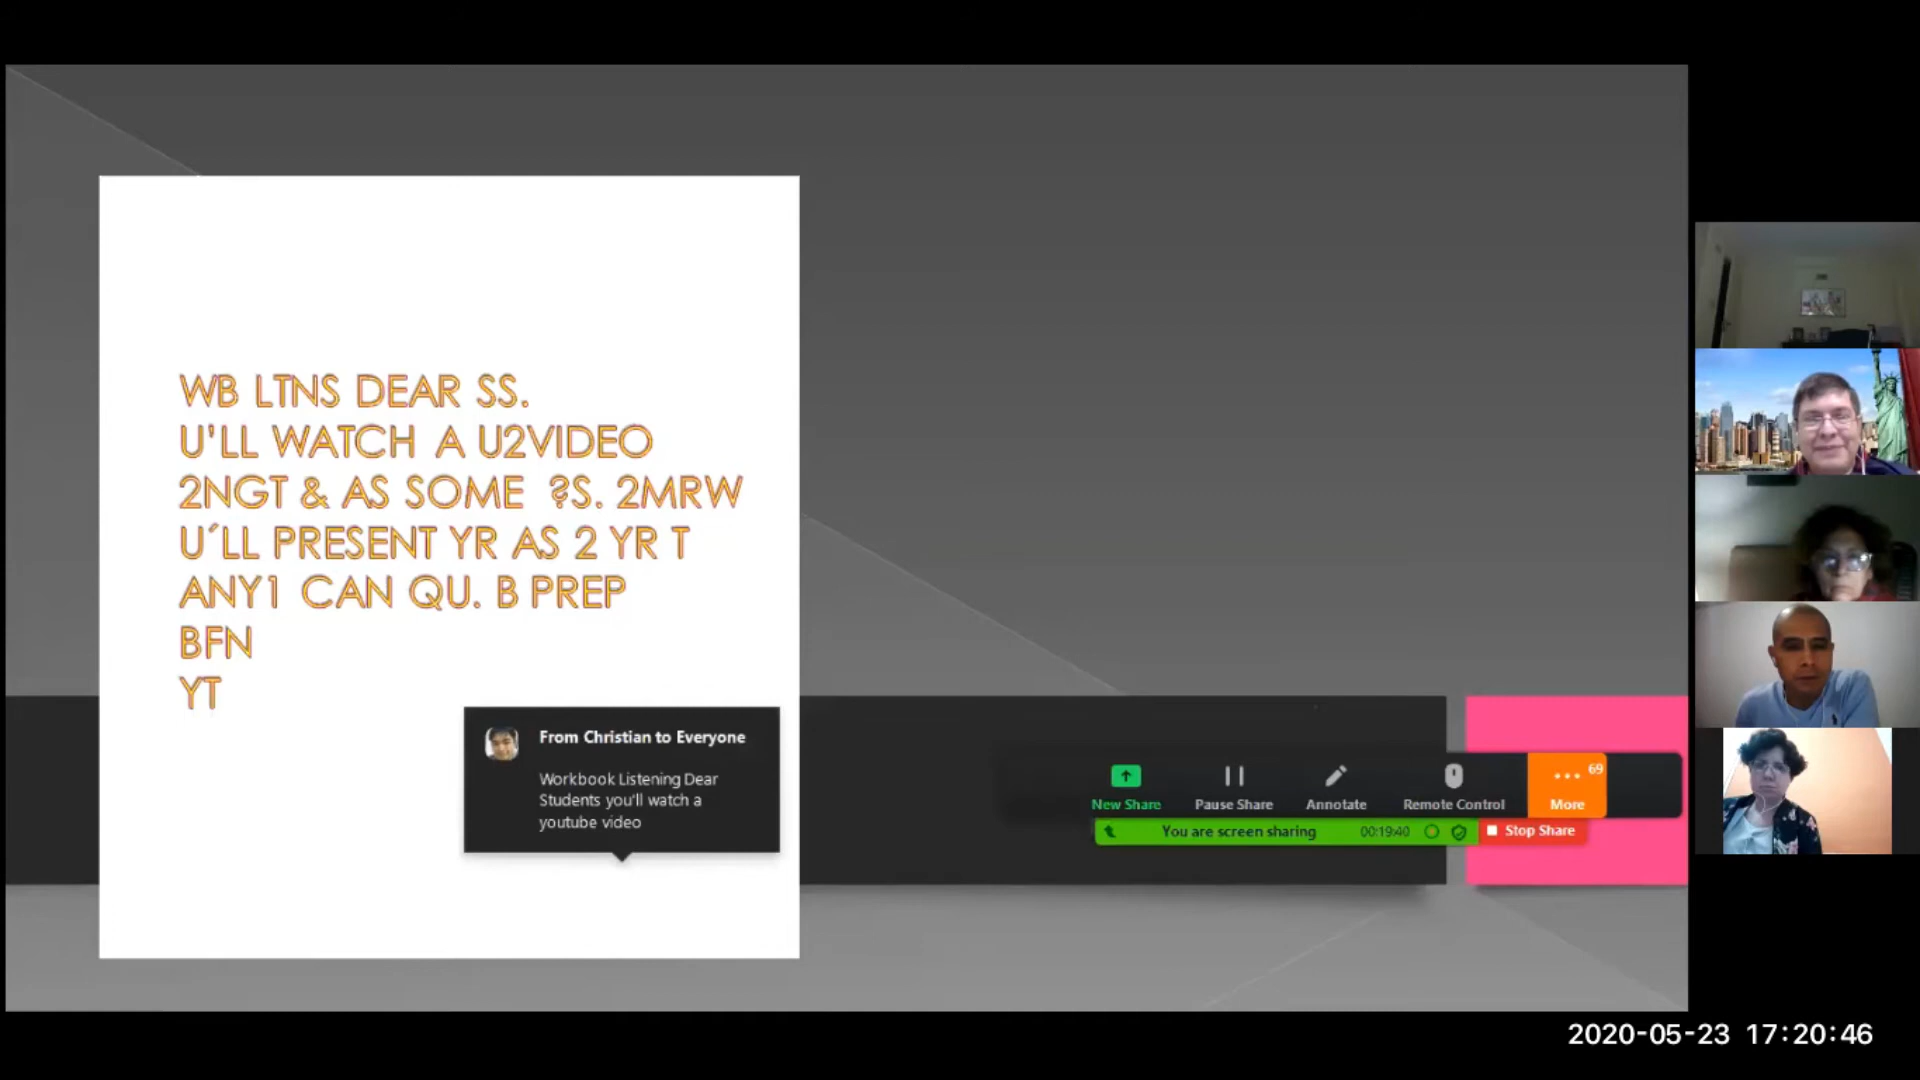 WB LTNS DEAR SS.
U'LL WATCH A U2VIDEO
2NGT & AS SOME ?S. 2MRW
U´LL PRESENT YR AS 2 YR T
ANY1 CAN QU. B PREP
BFN
YT
From Christian to Everyone
Workbook Listening Dear
Students you'll watch a
youtube video
69
New Share Pause Share Annotate Remote Control More
You are screen sharing 00:19:40 Stop Share
2020-05-23 17:20:46